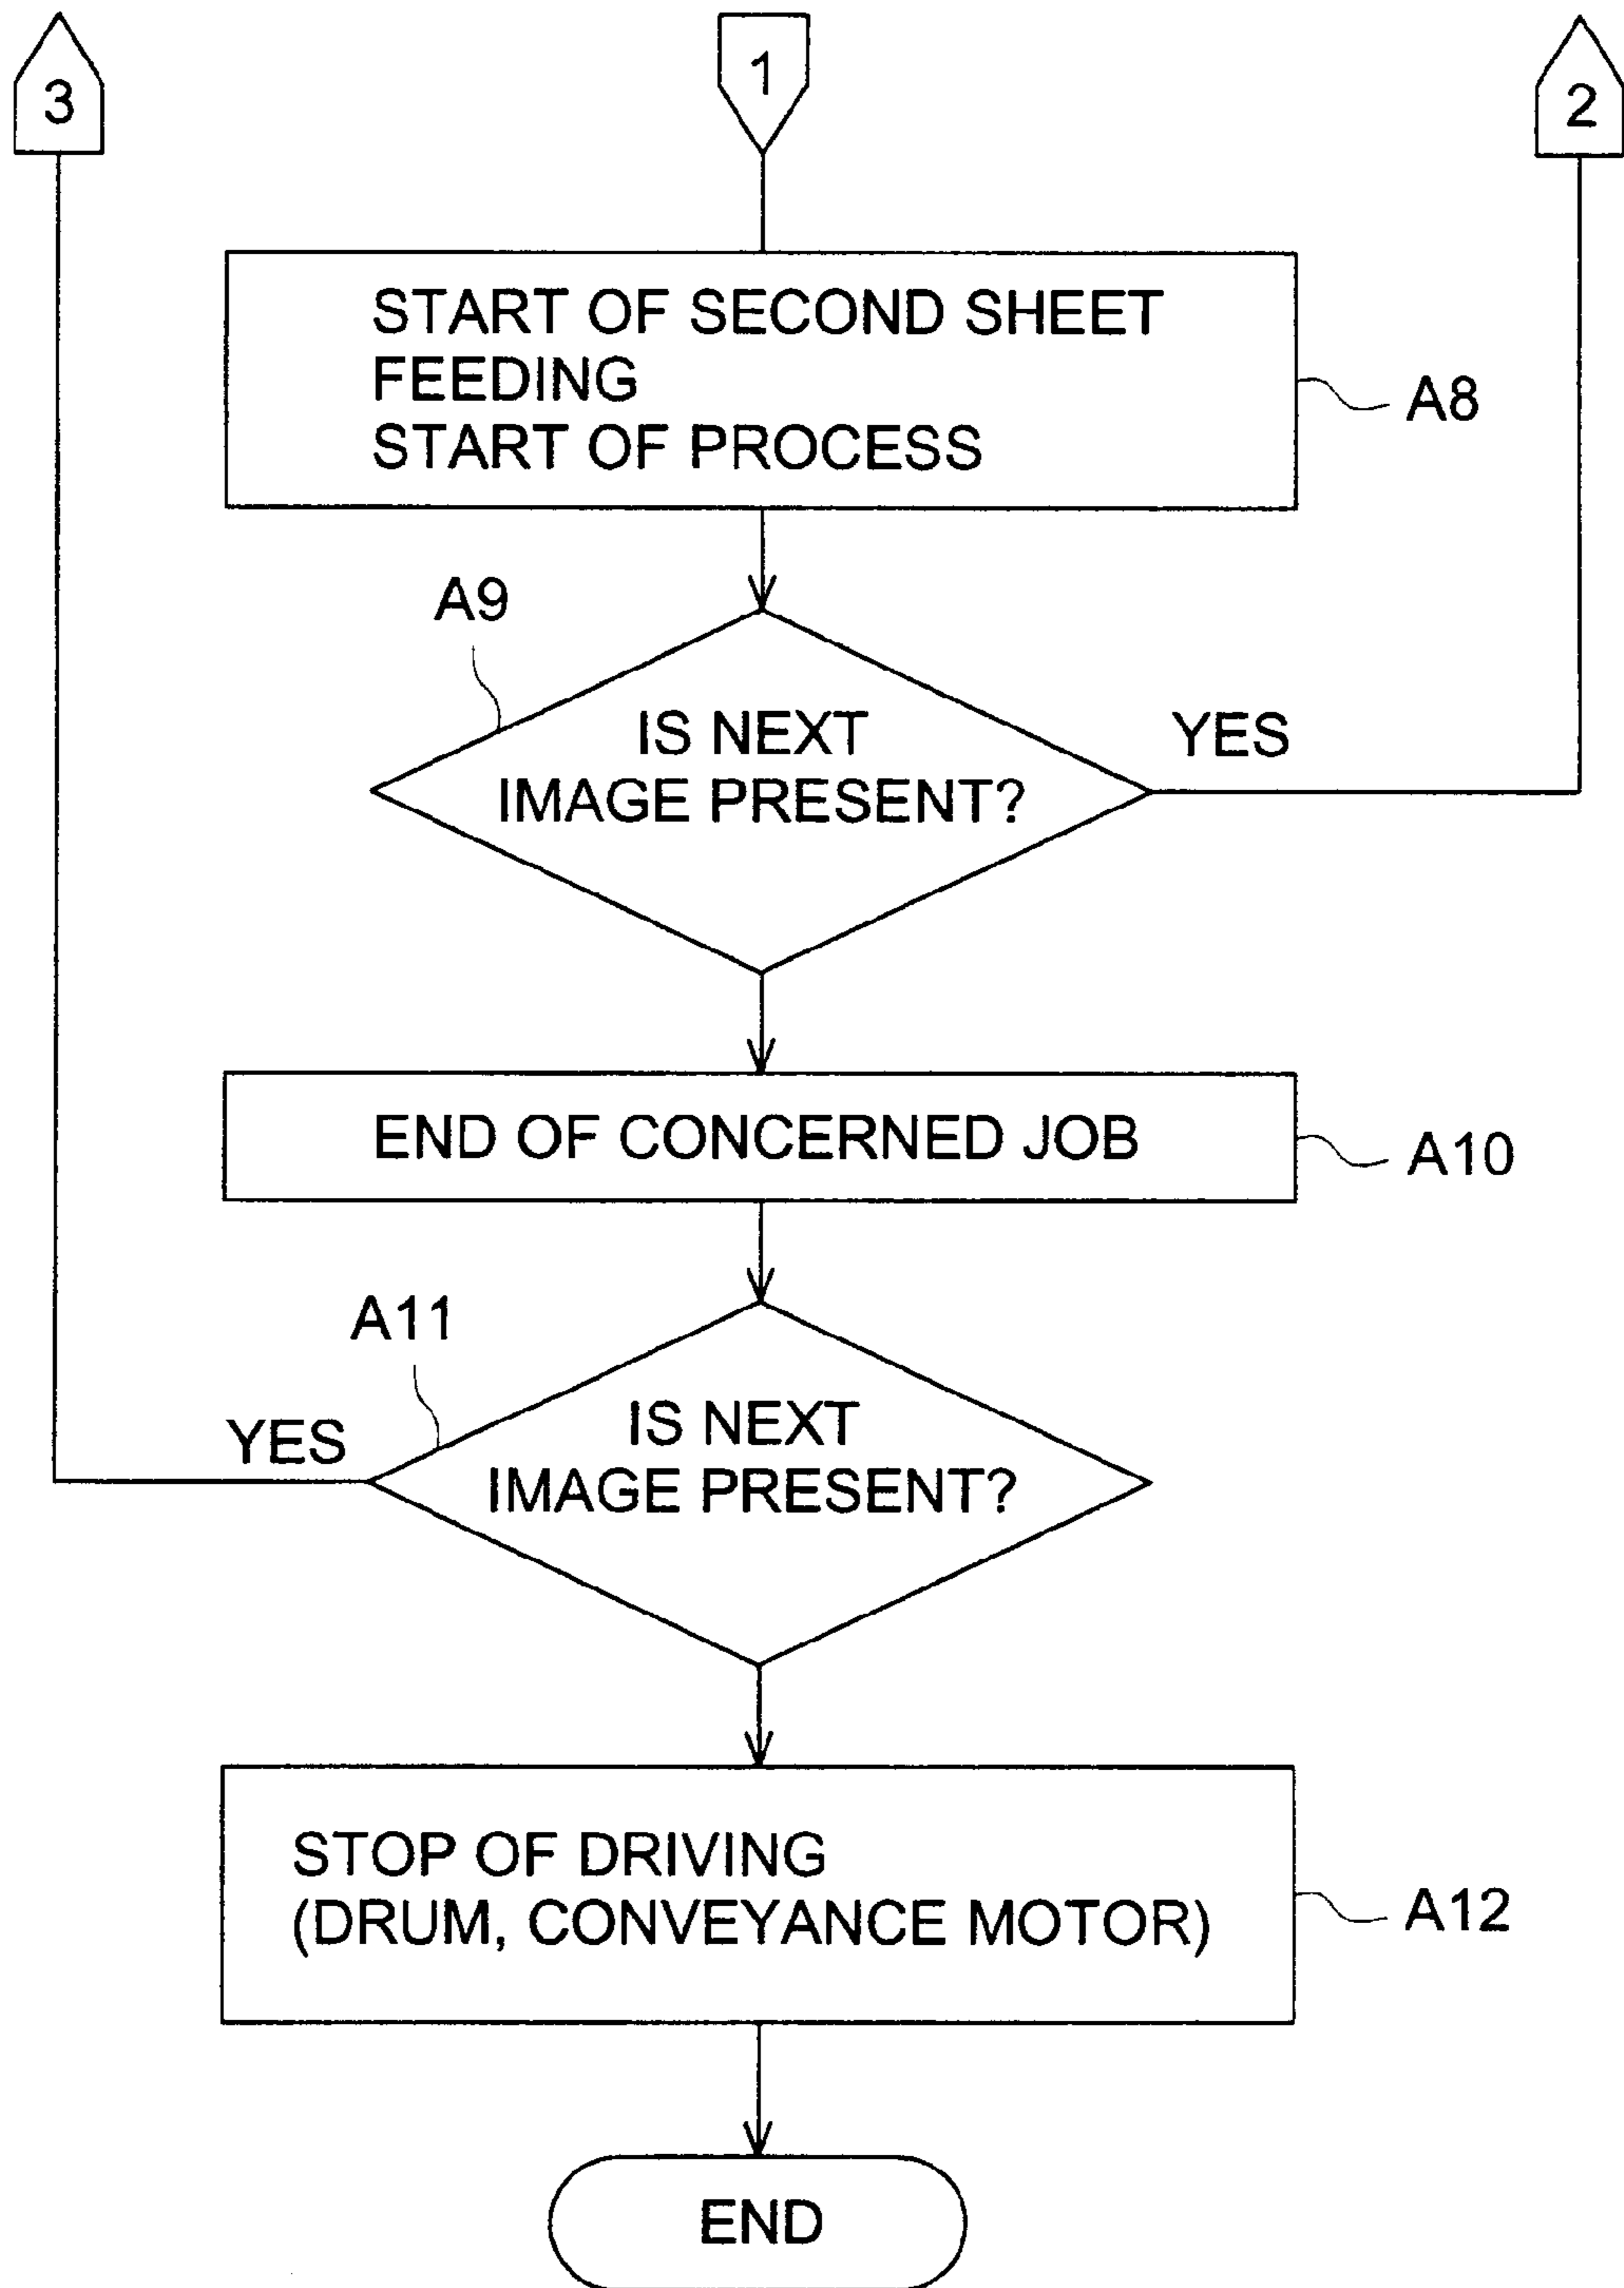 3
1
2
START OF SECOND SHEET
FEEDING
START OF PROCESS
A8
A9
IS NEXT
IMAGE PRESENT?
YES
END OF CONCERNED JOB
A10
A11
IS NEXT
IMAGE PRESENT?
YES
STOP OF DRIVING
(DRUM, CONVEYANCE MOTOR)
A12
END